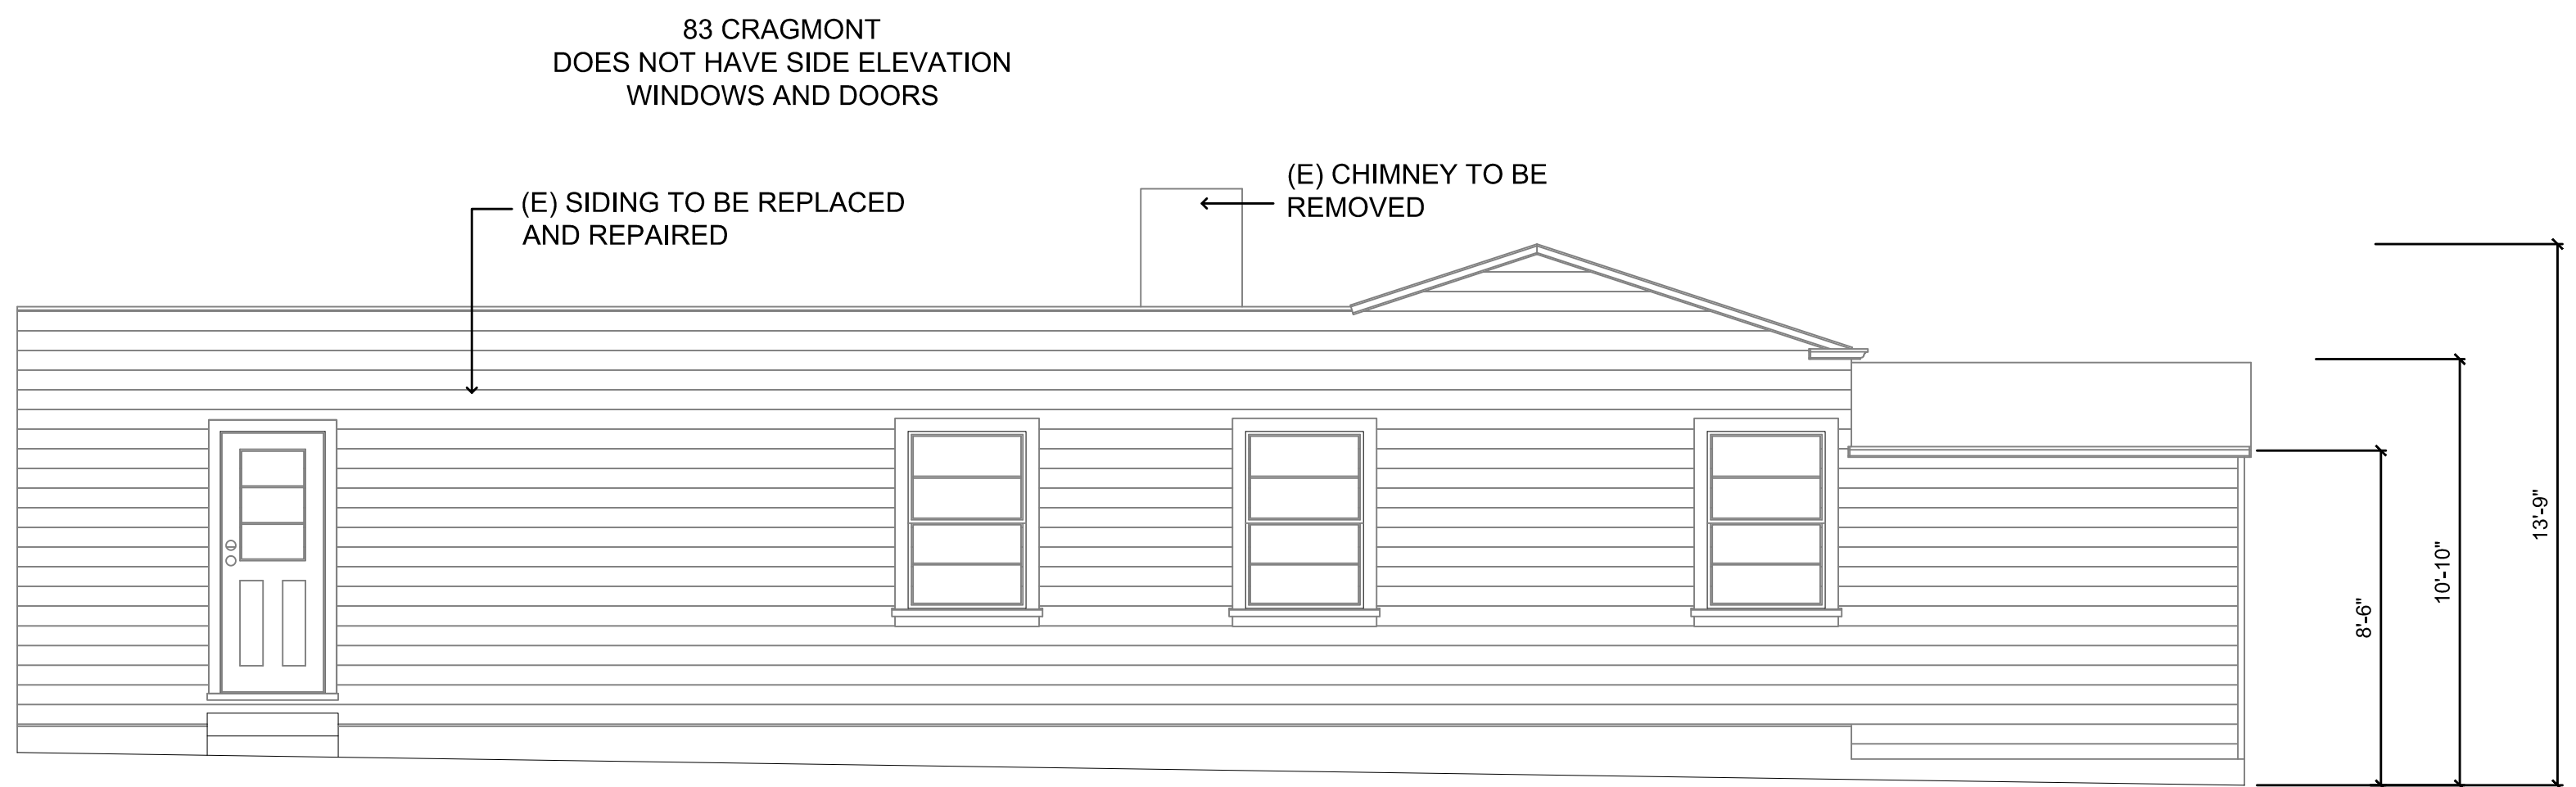 83 CRAGMONT
DOES NOT HAVE SIDE ELEVATION
WINDOWS AND DOORS
(E) SIDING TO BE REPLACED
AND REPAIRED
(E) CHIMNEY TO BE
REMOVED
8'-6"
10'-10"
13'-9"